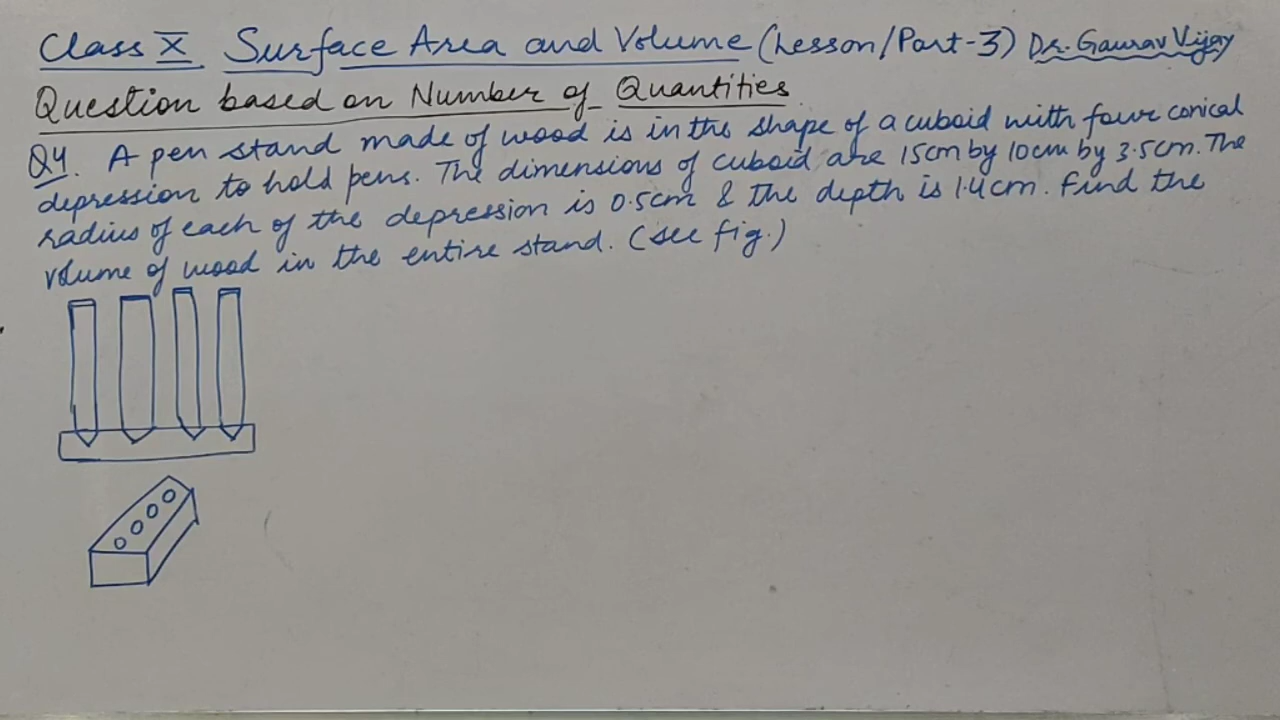 Class X Surface Area and Volume (Lesson/Part-3) Dr. Gaurav Vijay
Question based on Number of Quantities
Q4. A pen stand made of wood is in the shape of a cuboid with four conical
depression to hold pens. The dimensions of cuboid are 15cm by 10cm by 3.5cm. The
radius of each of the depression is 0.5cm & the depth is 1.4cm. Find the
volume of wood in the entire stand. (see fig.)